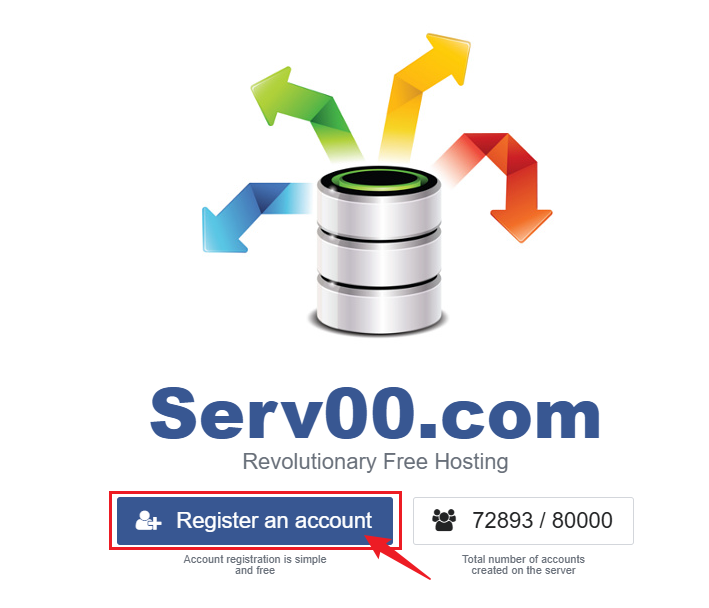 Serv00.com
Revolutionary Free Hosting
Register an account
72893 / 80000
Account registration is simple
and free
Total number of accounts
created on the server